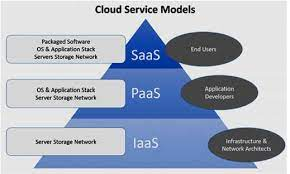 Cloud Service Models
Packaged Software
OS & Application Stack
Servers Storage Network
SaaS
End Users
OS & Application Stack
Server Storage Network
PaaS
Application
Developers
Server Storage Network
IaaS
Infrastructure &
Network Architects